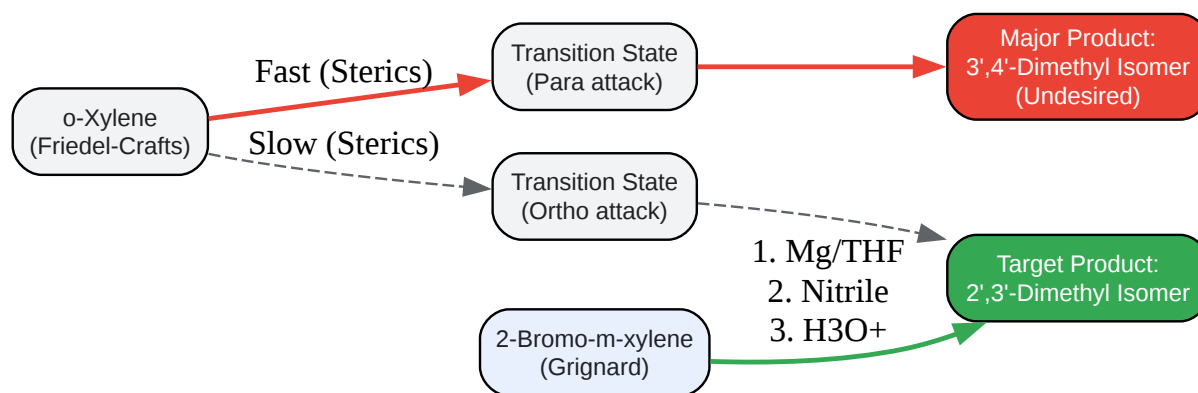 o-Xylene
(Friedel-Crafts)
Fast (Sterics)
Slow (Sterics)
Transition State
(Para attack)
Transition State
(Ortho attack)
Major Product:
3',4'-Dimethyl Isomer
(Undesired)
1. Mg/THF
2. Nitrile
3. H3O+
2-Bromo-m-xylene
(Grignard)
Target Product:
2',3'-Dimethyl Isomer